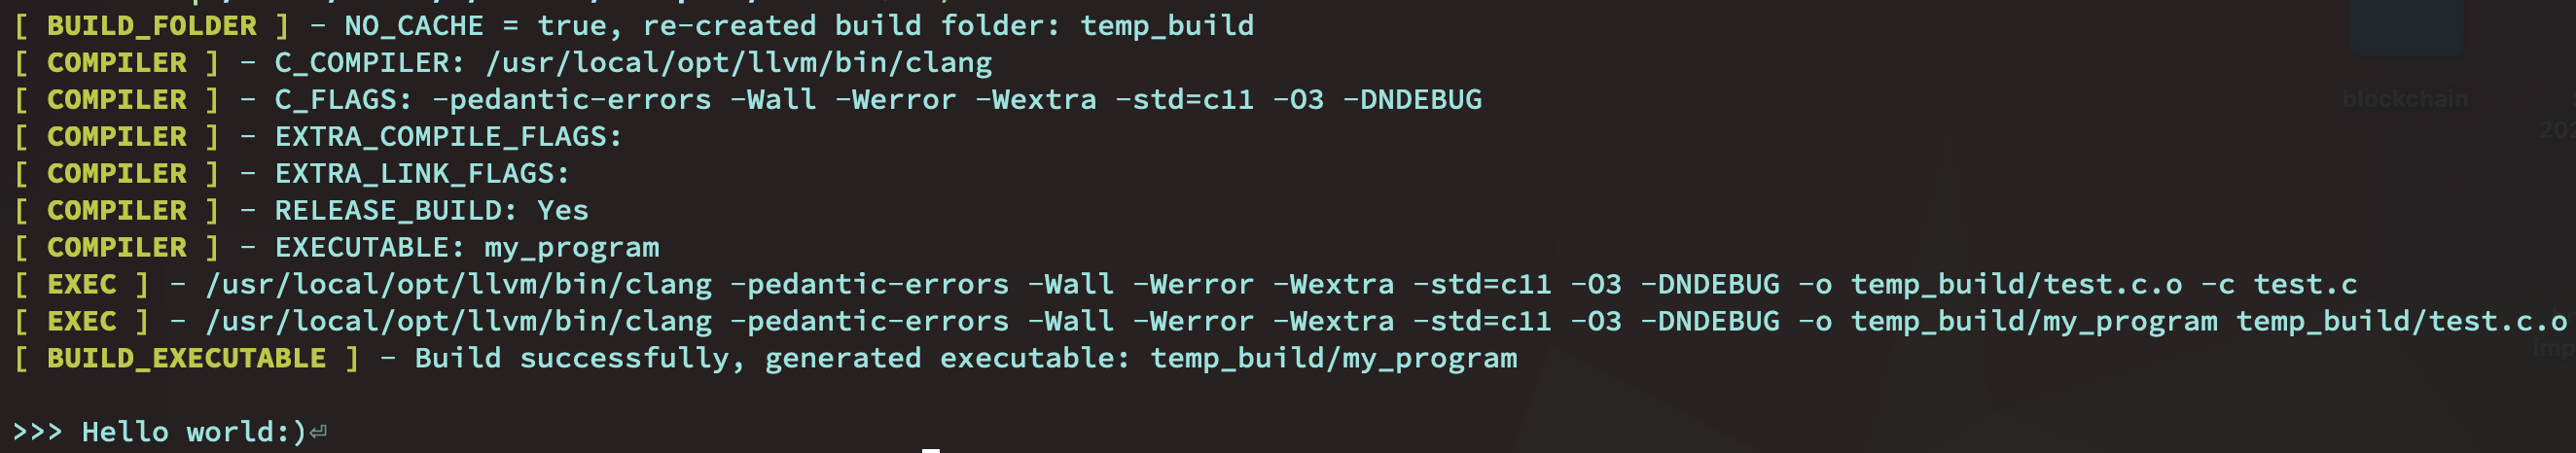 [ BUILD_FOLDER ] - NO_CACHE = true, re-created build folder: temp_build
[ COMPILER ] - C_COMPILER: /usr/local/opt/llvm/bin/clang
[ COMPILER ] - C_FLAGS: -pedantic-errors -Wall -Werror -Wextra -std=c11 -O3 -DNDEBUG
[ COMPILER ] - EXTRA_COMPILE_FLAGS:
[ COMPILER ] - EXTRA_LINK_FLAGS:
[ COMPILER ] - RELEASE_BUILD: Yes
[ COMPILER ] - EXECUTABLE: my_program
[ EXEC ] - /usr/local/opt/llvm/bin/clang -pedantic-errors -Wall -Werror -Wextra -std=c11 -O3 -DNDEBUG -o temp_build/test.c.o -c test.c
[ EXEC ] - /usr/local/opt/llvm/bin/clang -pedantic-errors -Wall -Werror -Wextra -std=c11 -O3 -DNDEBUG -o temp_build/my_program temp_build/test.c.o
[ BUILD_EXECUTABLE ] - Build successfully, generated executable: temp_build/my_program
>>> Hello world:)⏎
blockchain